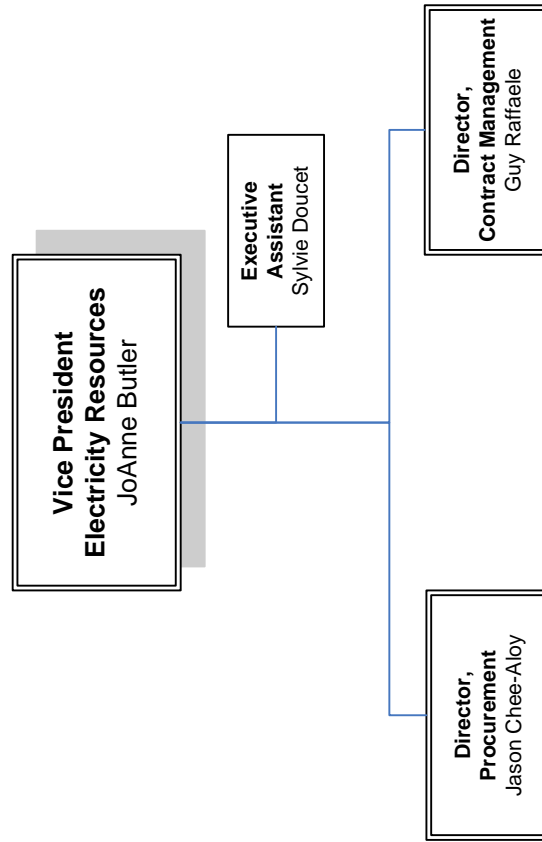 Vice President
Electricity Resources
JoAnne Butler
Executive
Assistant
Sylvie Doucet
Director,
Procurement
Jason Chee-Aloy
Director,
Contract Management
Guy Raffaele